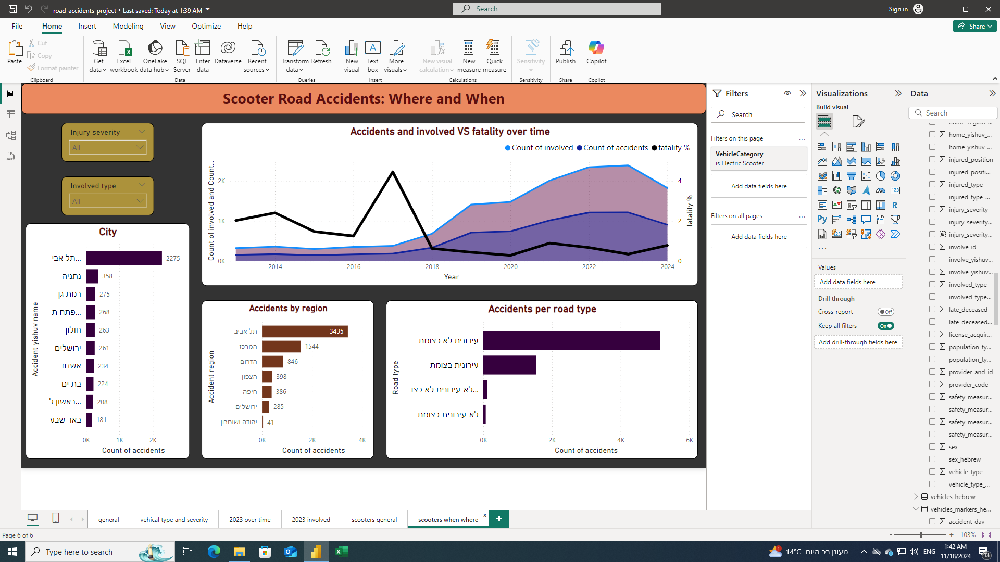 road_accidents_project • Last saved: Today at 1:39 AM
Search
Sign in
File
Home
Insert
Modeling
View
Optimize
Help
Share
Paste
Cut
Copy
Format painter
Clipboard
Get data
Excel workbook
OneLake data hub
SQL Server
Enter data
Dataverse
Recent sources
Data
Transform data
Refresh
Queries
New visual
Text box
More visuals
Insert
New visual calculation
New measure
Quick measure
Calculations
Sensitivity
Sensitivity
Publish
Share
Copilot
Copilot
Scooter Road Accidents: Where and When
Injury severity
All
Involved type
All
City
Accident yishuv name
תל אבי...
2275
נתניה
358
רמת גן
275
פתח ת...
268
חולון
263
ירושלים
261
אשדוד
234
בת ים
224
ראשון ל...
208
באר שבע
181
0K
1K
2K
Count of accidents
Accidents and involved VS fatality over time
Count of involved
Count of accidents
fatality %
Count of involved and Count...
2K
1K
0K
4
2
0
fatality %
2014
2016
2018
2020
2022
2024
Year
Accidents by region
Accident region
תל אביב
3435
המרכז
1544
הדרום
846
הצפון
398
חיפה
386
ירושלים
285
יהודה ושומרון
41
0K
2K
4K
Count of accidents
Accidents per road type
Road type
עירונית לא בצומת
עירונית בצומת
לא-עירונית לא בצו...
לא-עירונית בצומת
0K
2K
4K
6K
Count of accidents
Filters
Search
Filters on this page
...
VehicleCategory
is Electric Scooter
Add data fields here
Filters on all pages
...
Add data fields here
Visualizations
Build visual
R
Py
123
...
Values
Add data fields here
Drill through
Cross-report
Off
Keep all filters
On
Add drill-through fields here
Data
Search
home_region_...
home_yishuv_...
home_yishuv_...
injured_position
injured_positi...
injured_type
injured_type_...
injury_severity
injury_severity...
injury_severity...
involve_id
involve_yishuv...
involve_yishuv...
involved_type
involved_type...
late_deceased
late_deceased...
license_acquir...
population_ty...
population_ty...
provider_and_id
provider_code
safety_measur...
safety_measur...
safety_measur...
safety_measur...
sex
sex_hebrew
vehicle_type
vehicle_type_...
vehicles_hebrew
vehicles_markers_he...
accident_day
general
vehical type and severity
2023 over time
2023 involved
scooters general
scooters when where
x
+
Page 6 of 6
- + 103%
Type here to search
1
14°C מעונן רב היום
ENG
1:42 AM
11/18/2024
13